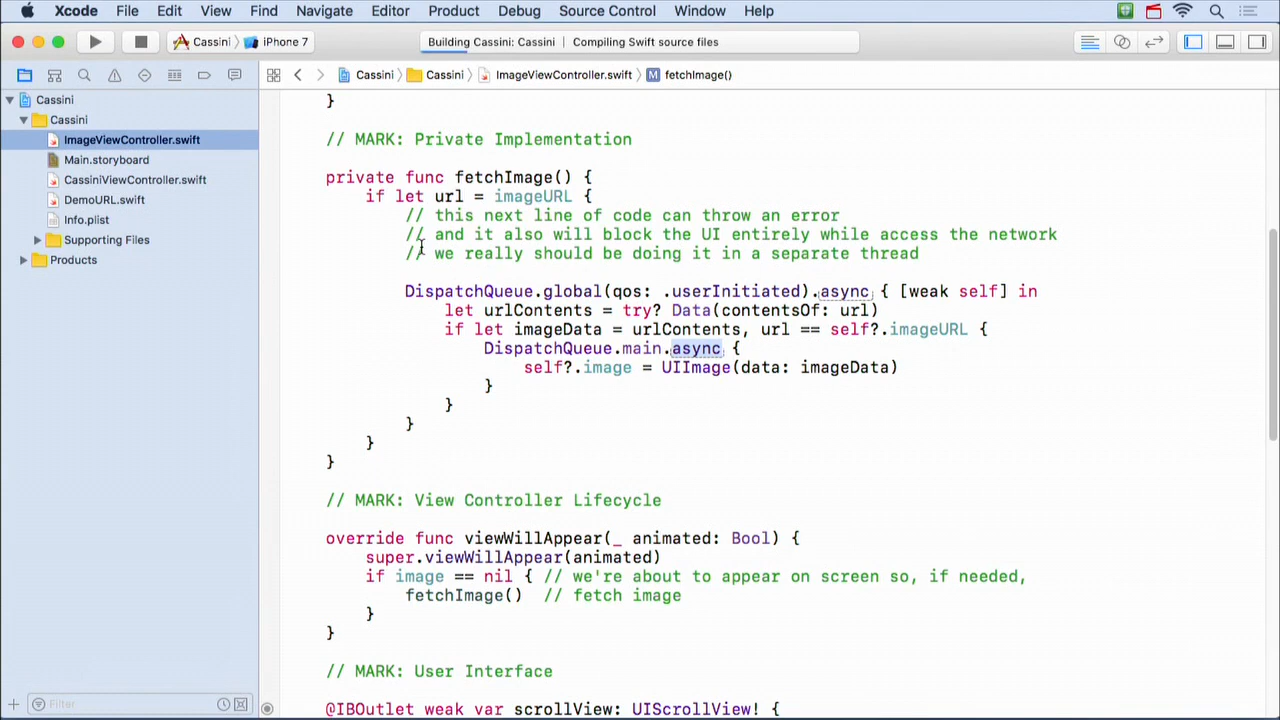 Xcode File Edit View Find Navigate Editor Product Debug Source Control Window Help
Cassini iPhone 7 Building Cassini: Cassini Compiling Swift source files
Cassini Cassini ImageViewController.swift M fetchImage()
Cassini
Cassini
ImageViewController.swift
Main.storyboard
CassiniViewController.swift
DemoURL.swift
Info.plist
Supporting Files
Products
Filter
}
// MARK: Private Implementation
private func fetchImage() {
if let url = imageURL {
// this next line of code can throw an error
// and it also will block the UI entirely while access the network
// we really should be doing it in a separate thread
DispatchQueue.global(qos: .userInitiated).async { [weak self] in
let urlContents = try? Data(contentsOf: url)
if let imageData = urlContents, url == self?.imageURL {
DispatchQueue.main.async {
self?.image = UIImage(data: imageData)
}
}
}
}
}
// MARK: View Controller Lifecycle
override func viewWillAppear(_ animated: Bool) {
super.viewWillAppear(animated)
if image == nil { // we're about to appear on screen so, if needed,
fetchImage() // fetch image
}
}
// MARK: User Interface
@IBOutlet weak var scrollView: UIScrollView! {